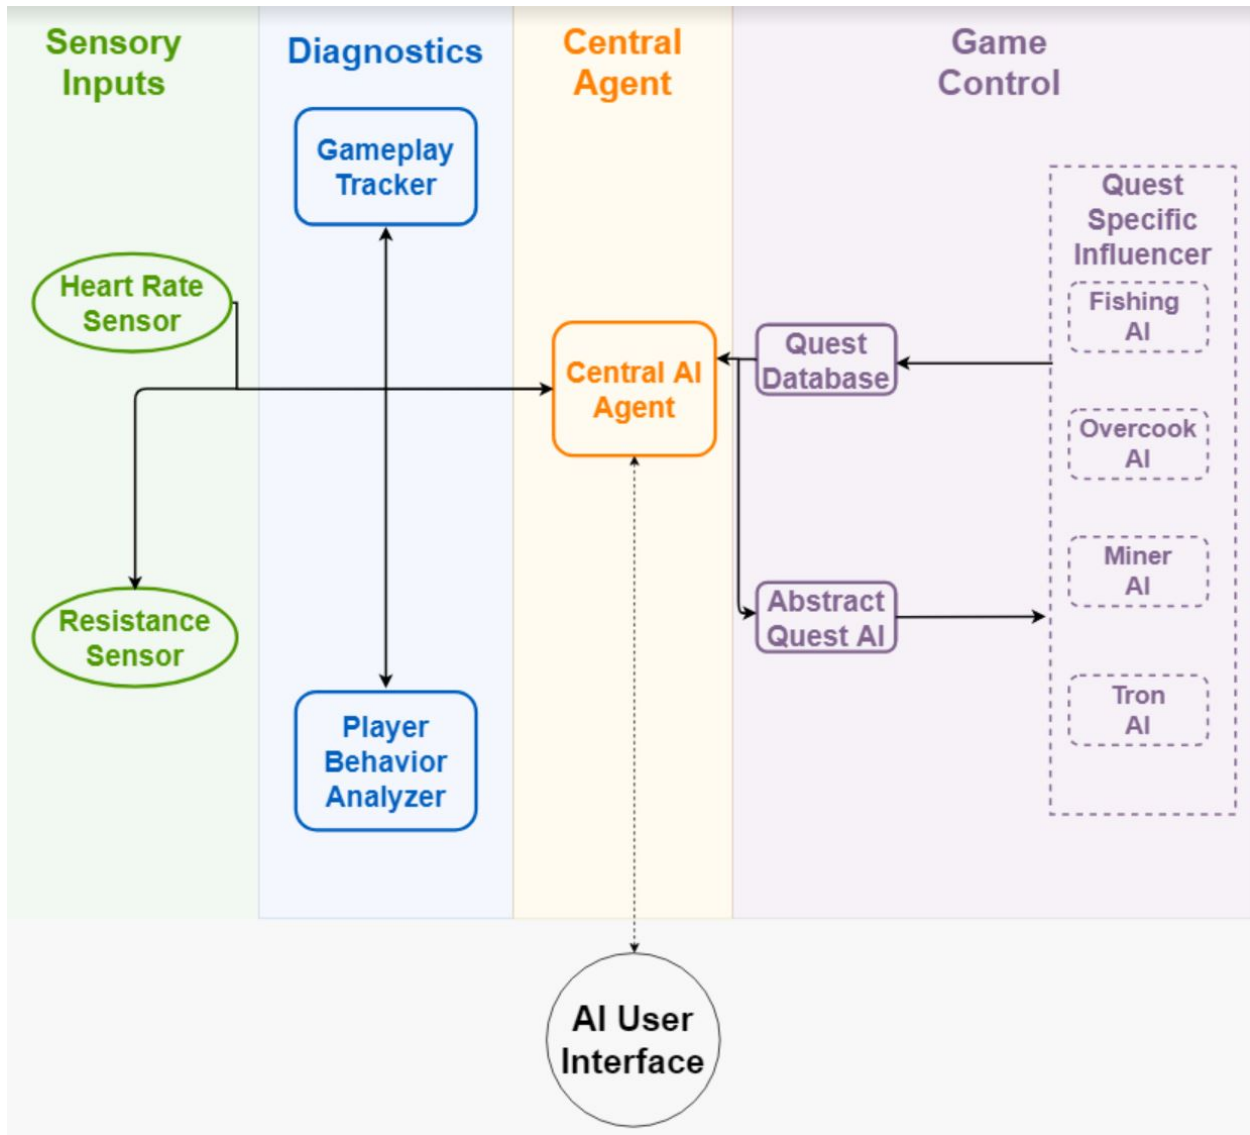 Sensory
Inputs
Diagnostics
Central
Agent
Game
Control
Gameplay
Tracker
Heart Rate
Sensor
Resistance
Sensor
Player
Behavior
Analyzer
Central AI
Agent
Quest
Database
Abstract
Quest AI
Quest
Specific
Influencer
Fishing
AI
Overcook
AI
Miner
AI
Tron
AI
AI User
Interface